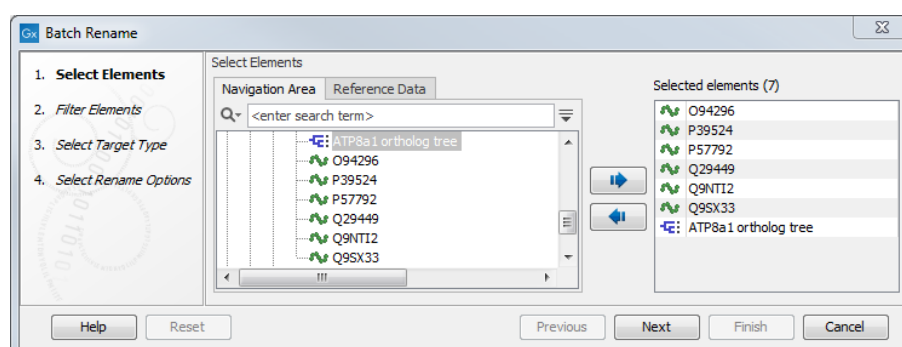 Gx Batch Rename
1. Select Elements
2. Filter Elements
3. Select Target Type
4. Select Rename Options
Select Elements
Navigation Area Reference Data
<enter search term>
ATP8a1 ortholog tree
O94296
P39524
P57792
Q29449
Q9NTI2
Q9SX33
Selected elements (7)
O94296
P39524
P57792
Q29449
Q9NTI2
Q9SX33
ATP8a1 ortholog tree
Help Reset Previous Next Finish Cancel